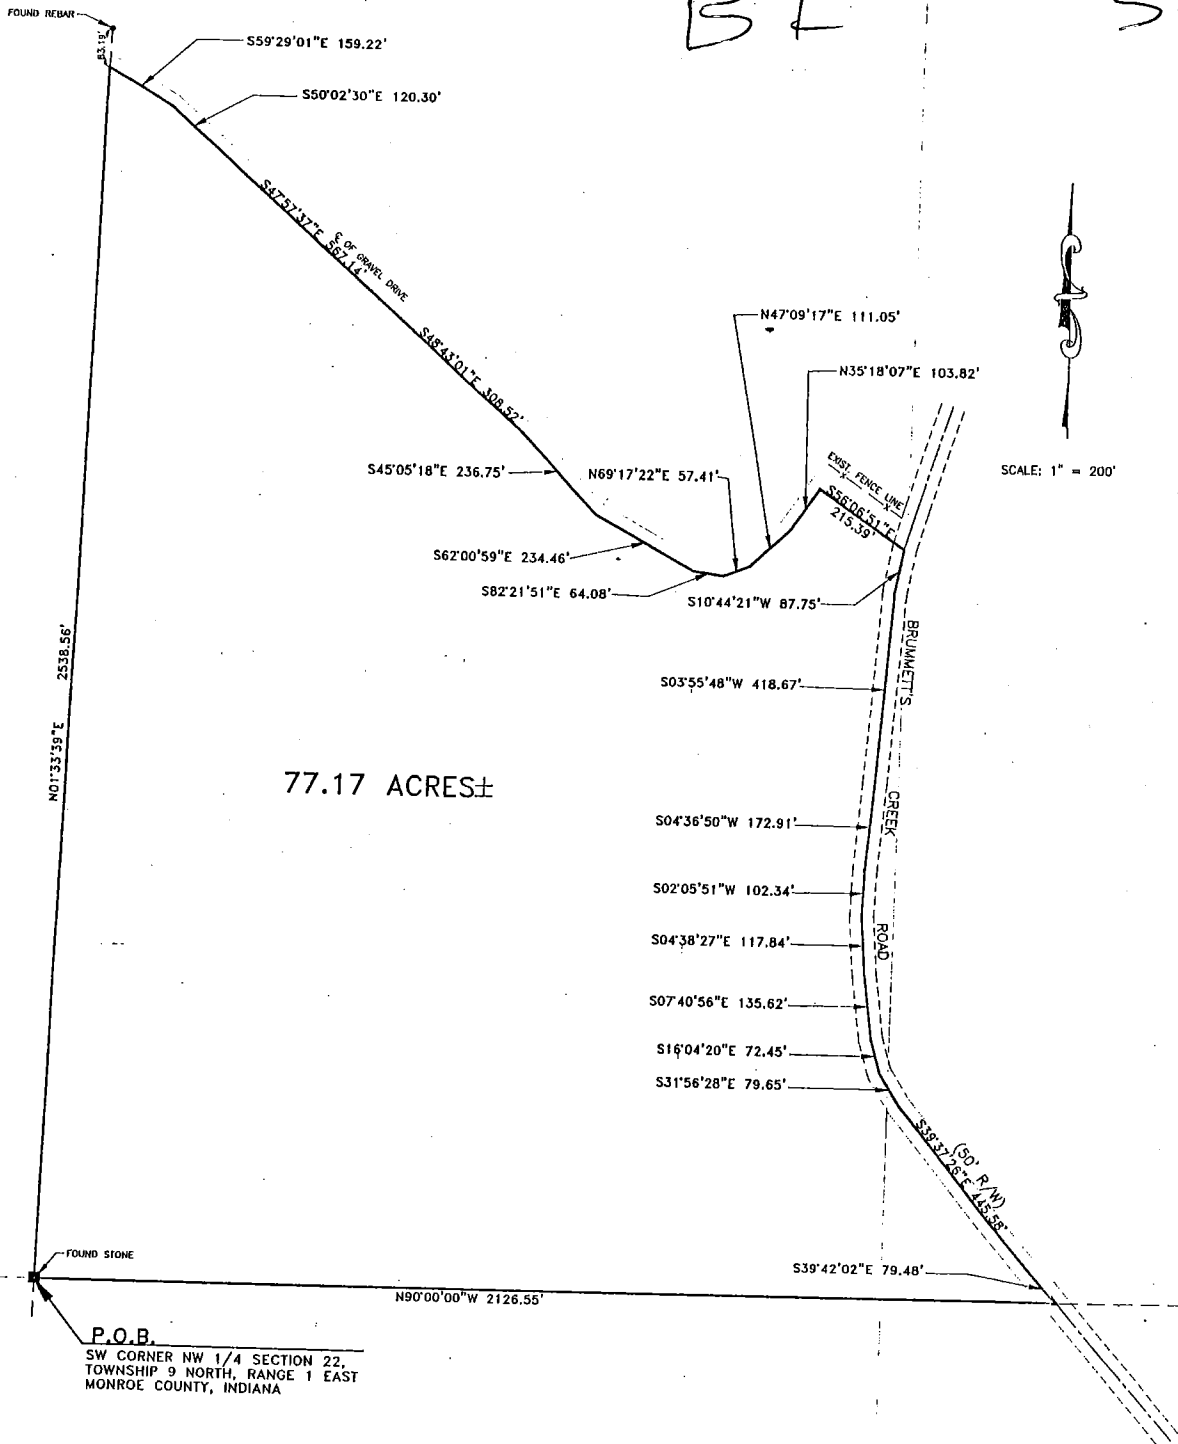 FOUND REBAR
83.19'
S59°29'01"E 159.22'
S50°02'30"E 120.30'
S47°57'37"E 567.14'
℄ OF GRAVEL DRIVE
S48°43'01"E 308.52'
N47°09'17"E 111.05'
N35°18'07"E 103.82'
SCALE: 1" = 200'
S45°05'18"E 236.75'
N69°17'22"E 57.41'
EXIST. FENCE LINE
S56°06'51"E
215.39'
S62°00'59"E 234.46'
S82°21'51"E 64.08'
S10°44'21"W 87.75'
N01°33'39"E 2538.56'
BRUMMETT'S
CREEK
ROAD
S03°55'48"W 418.67'
77.17 ACRES±
S04°36'50"W 172.91'
S02°05'51"W 102.34'
S04°38'27"E 117.84'
S07°40'56"E 135.62'
S16°04'20"E 72.45'
S31°56'28"E 79.65'
(50' R/W)
S39°37'26"E 445.58'
FOUND STONE
S39°42'02"E 79.48'
N90°00'00"W 2126.55'
P.O.B.
SW CORNER NW 1/4 SECTION 22,
TOWNSHIP 9 NORTH, RANGE 1 EAST
MONROE COUNTY, INDIANA